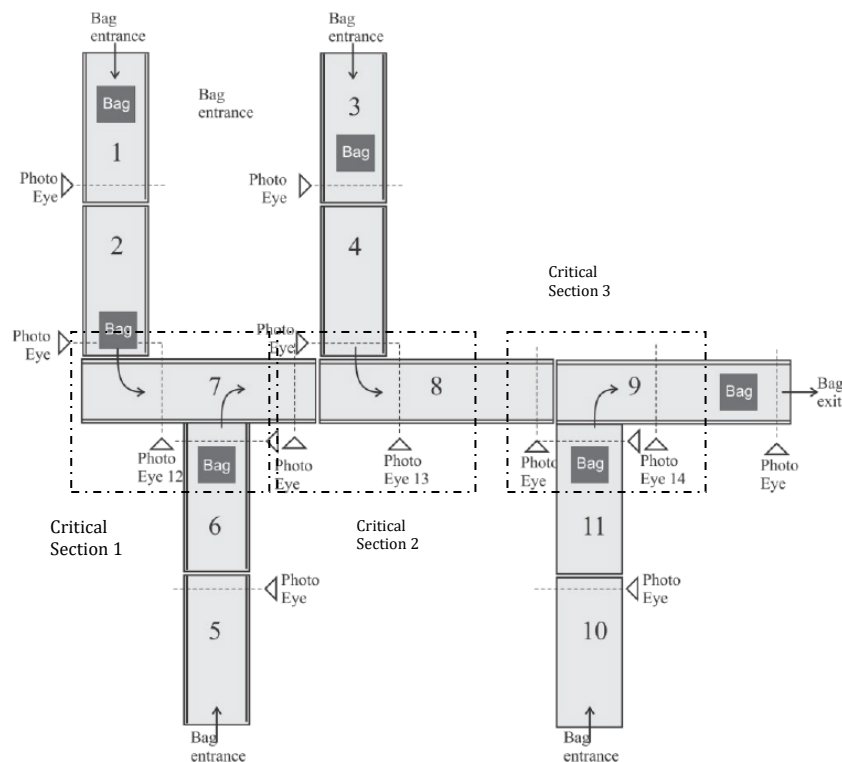 Bag
entrance
Bag
entrance
Bag
entrance
Bag
3
Bag
1
Photo
Eye
Photo
Eye
2
4
Critical
Section 3
Bag
Photo
Eye
Photo
Eye
7
8
9
Bag
Bag
exit
Photo
Eye 12
Bag
Photo
Eye
Photo
Eye 13
Photo
Eye
Bag
Photo
Eye 14
Photo
Eye
Critical
Section 1
6
Critical
Section 2
11
Photo
Eye
Photo
Eye
5
10
Bag
entrance
Bag
entrance